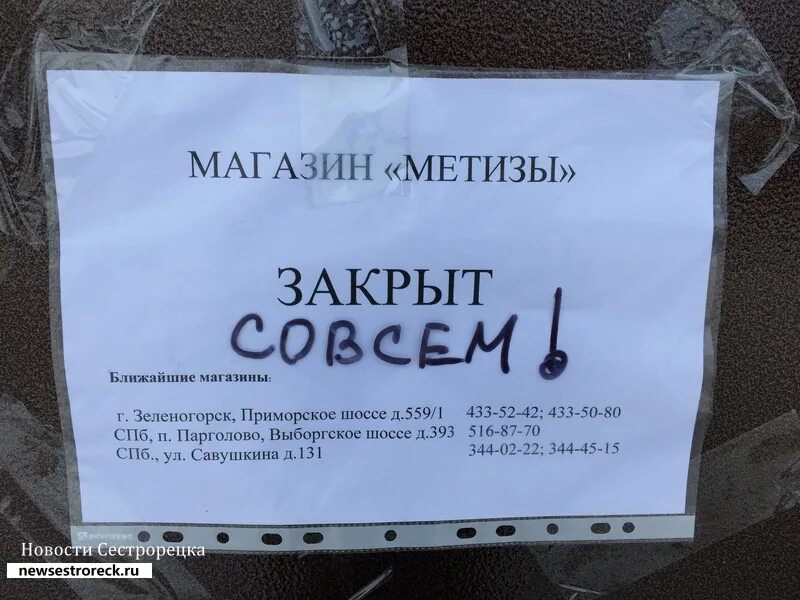 МАГАЗИН «МЕТИЗЫ»
ЗАКРЫТ
СОВСЕМ!
Ближайшие магазины:
г. Зеленогорск, Приморское шоссе д.559/1 433-52-42; 433-50-80
СПб, п. Парголово, Выборгское шоссе д.393 516-87-70
СПб., ул. Савушкина д.131 344-02-22; 344-45-15
Новости Сестрорецка
newsestroreck.ru